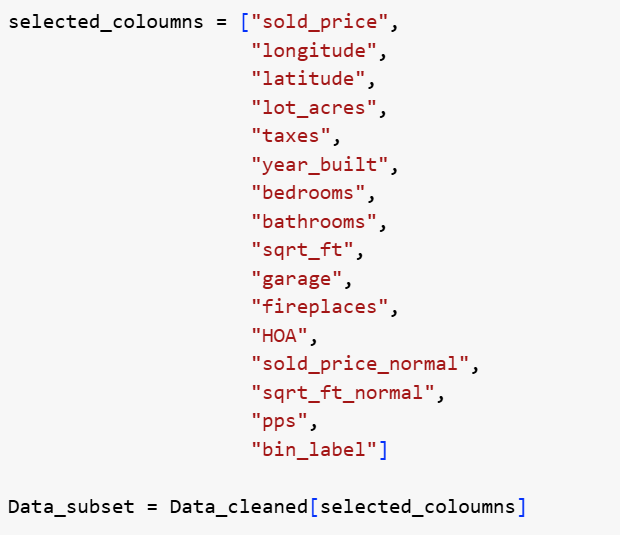 selected_coloumns = ["sold_price",
"longitude",
"latitude",
"lot_acres",
"taxes",
"year_built",
"bedrooms",
"bathrooms",
"sqrt_ft",
"garage",
"fireplaces",
"HOA",
"sold_price_normal",
"sqrt_ft_normal",
"pps",
"bin_label"]
Data_subset = Data_cleaned[selected_coloumns]